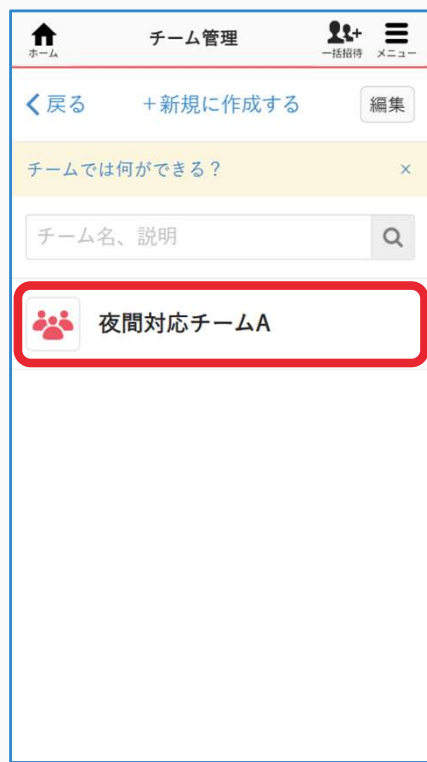 チーム管理
ホーム
一括招待
メニュー
戻る
+新規に作成する
編集
チームでは何ができる？
×
チーム名、説明
夜間対応チームA